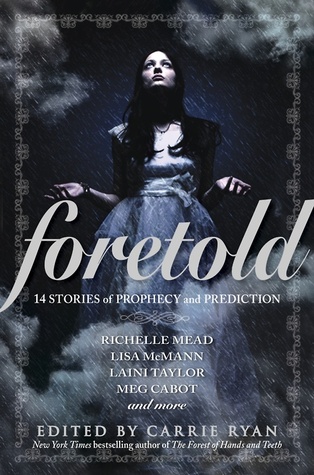 foretold
14 STORIES of PROPHECY and PREDICTION
RICHELLE MEAD
LISA McMANN
LAINI TAYLOR
MEG CABOT
and more
EDITED BY CARRIE RYAN
New York Times bestselling author of The Forest of Hands and Teeth